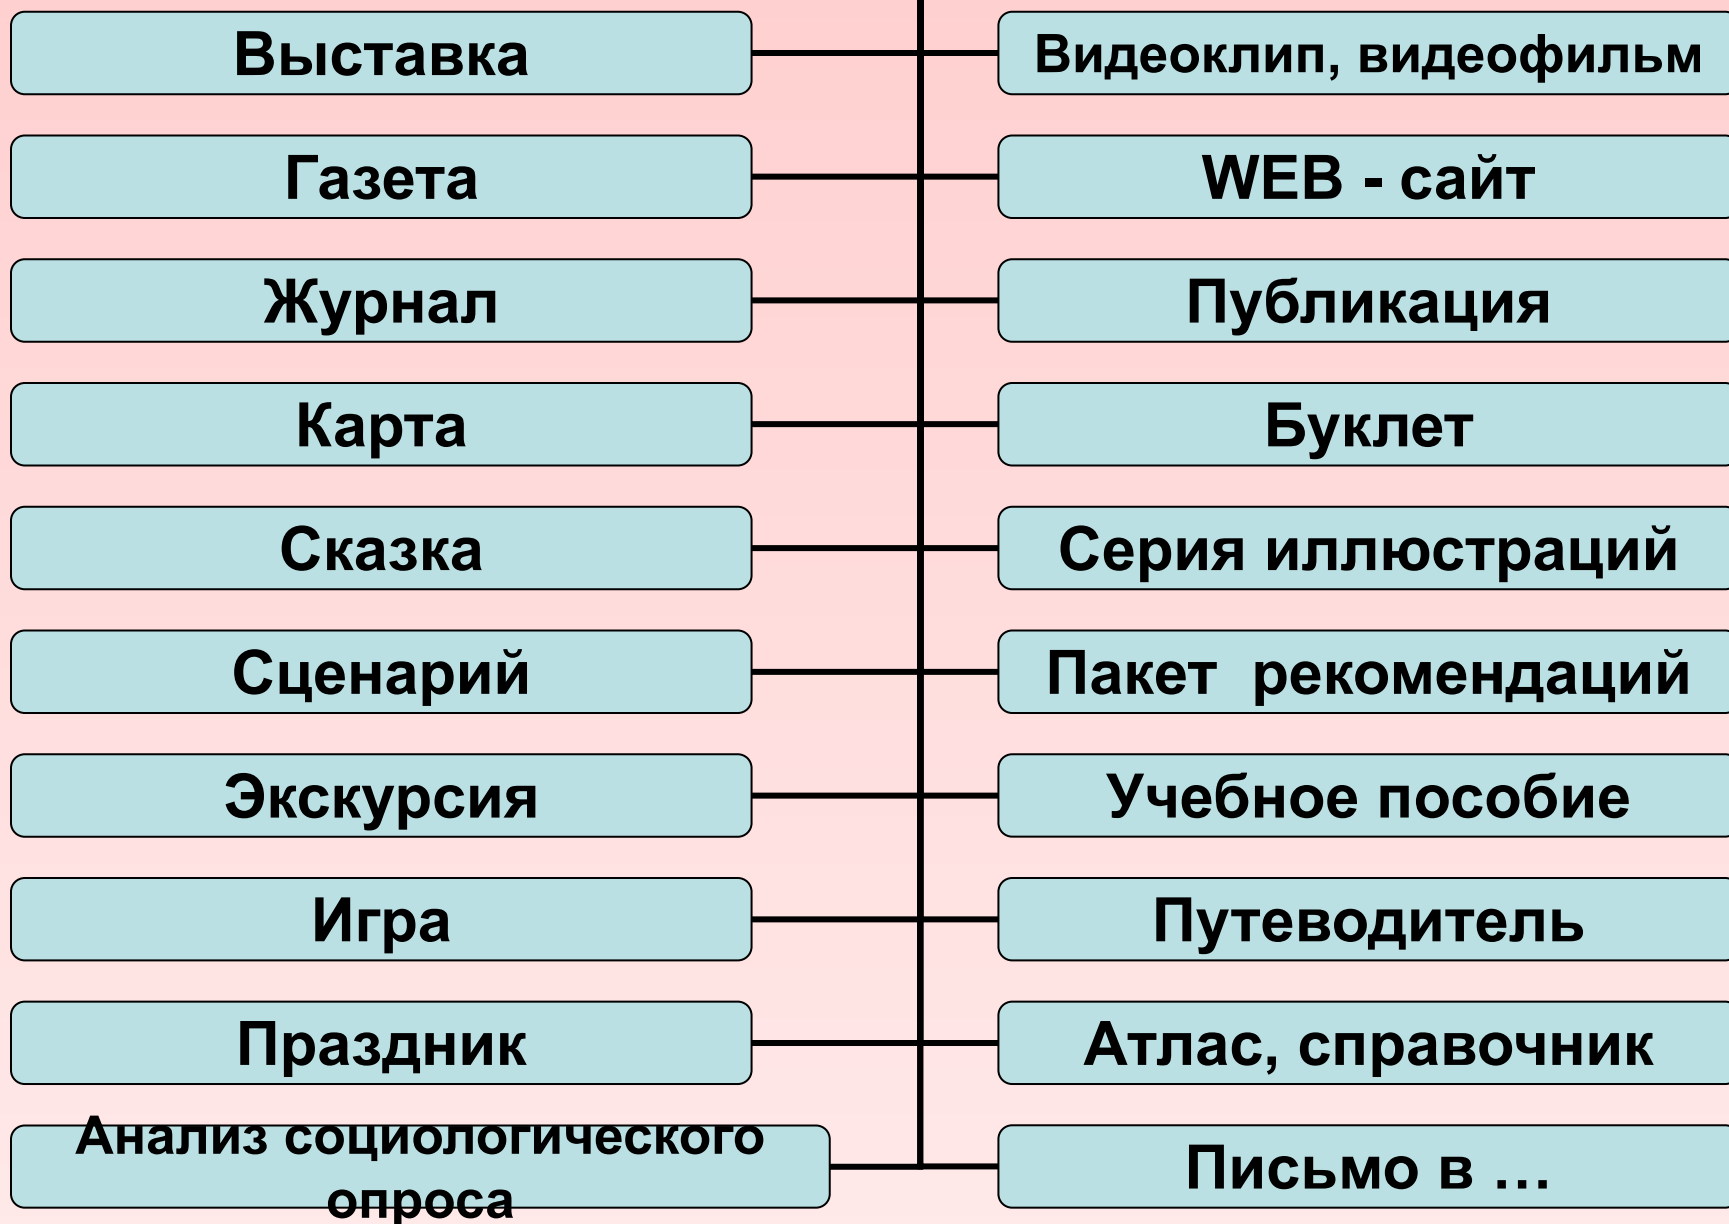 Выставка
Видеоклип, видеофильм
Газета
WEB - сайт
Журнал
Публикация
Карта
Буклет
Сказка
Серия иллюстраций
Сценарий
Пакет  рекомендаций
Экскурсия
Учебное пособие
Игра
Путеводитель
Праздник
Атлас, справочник
Анализ социологического
опроса
Письмо в ...